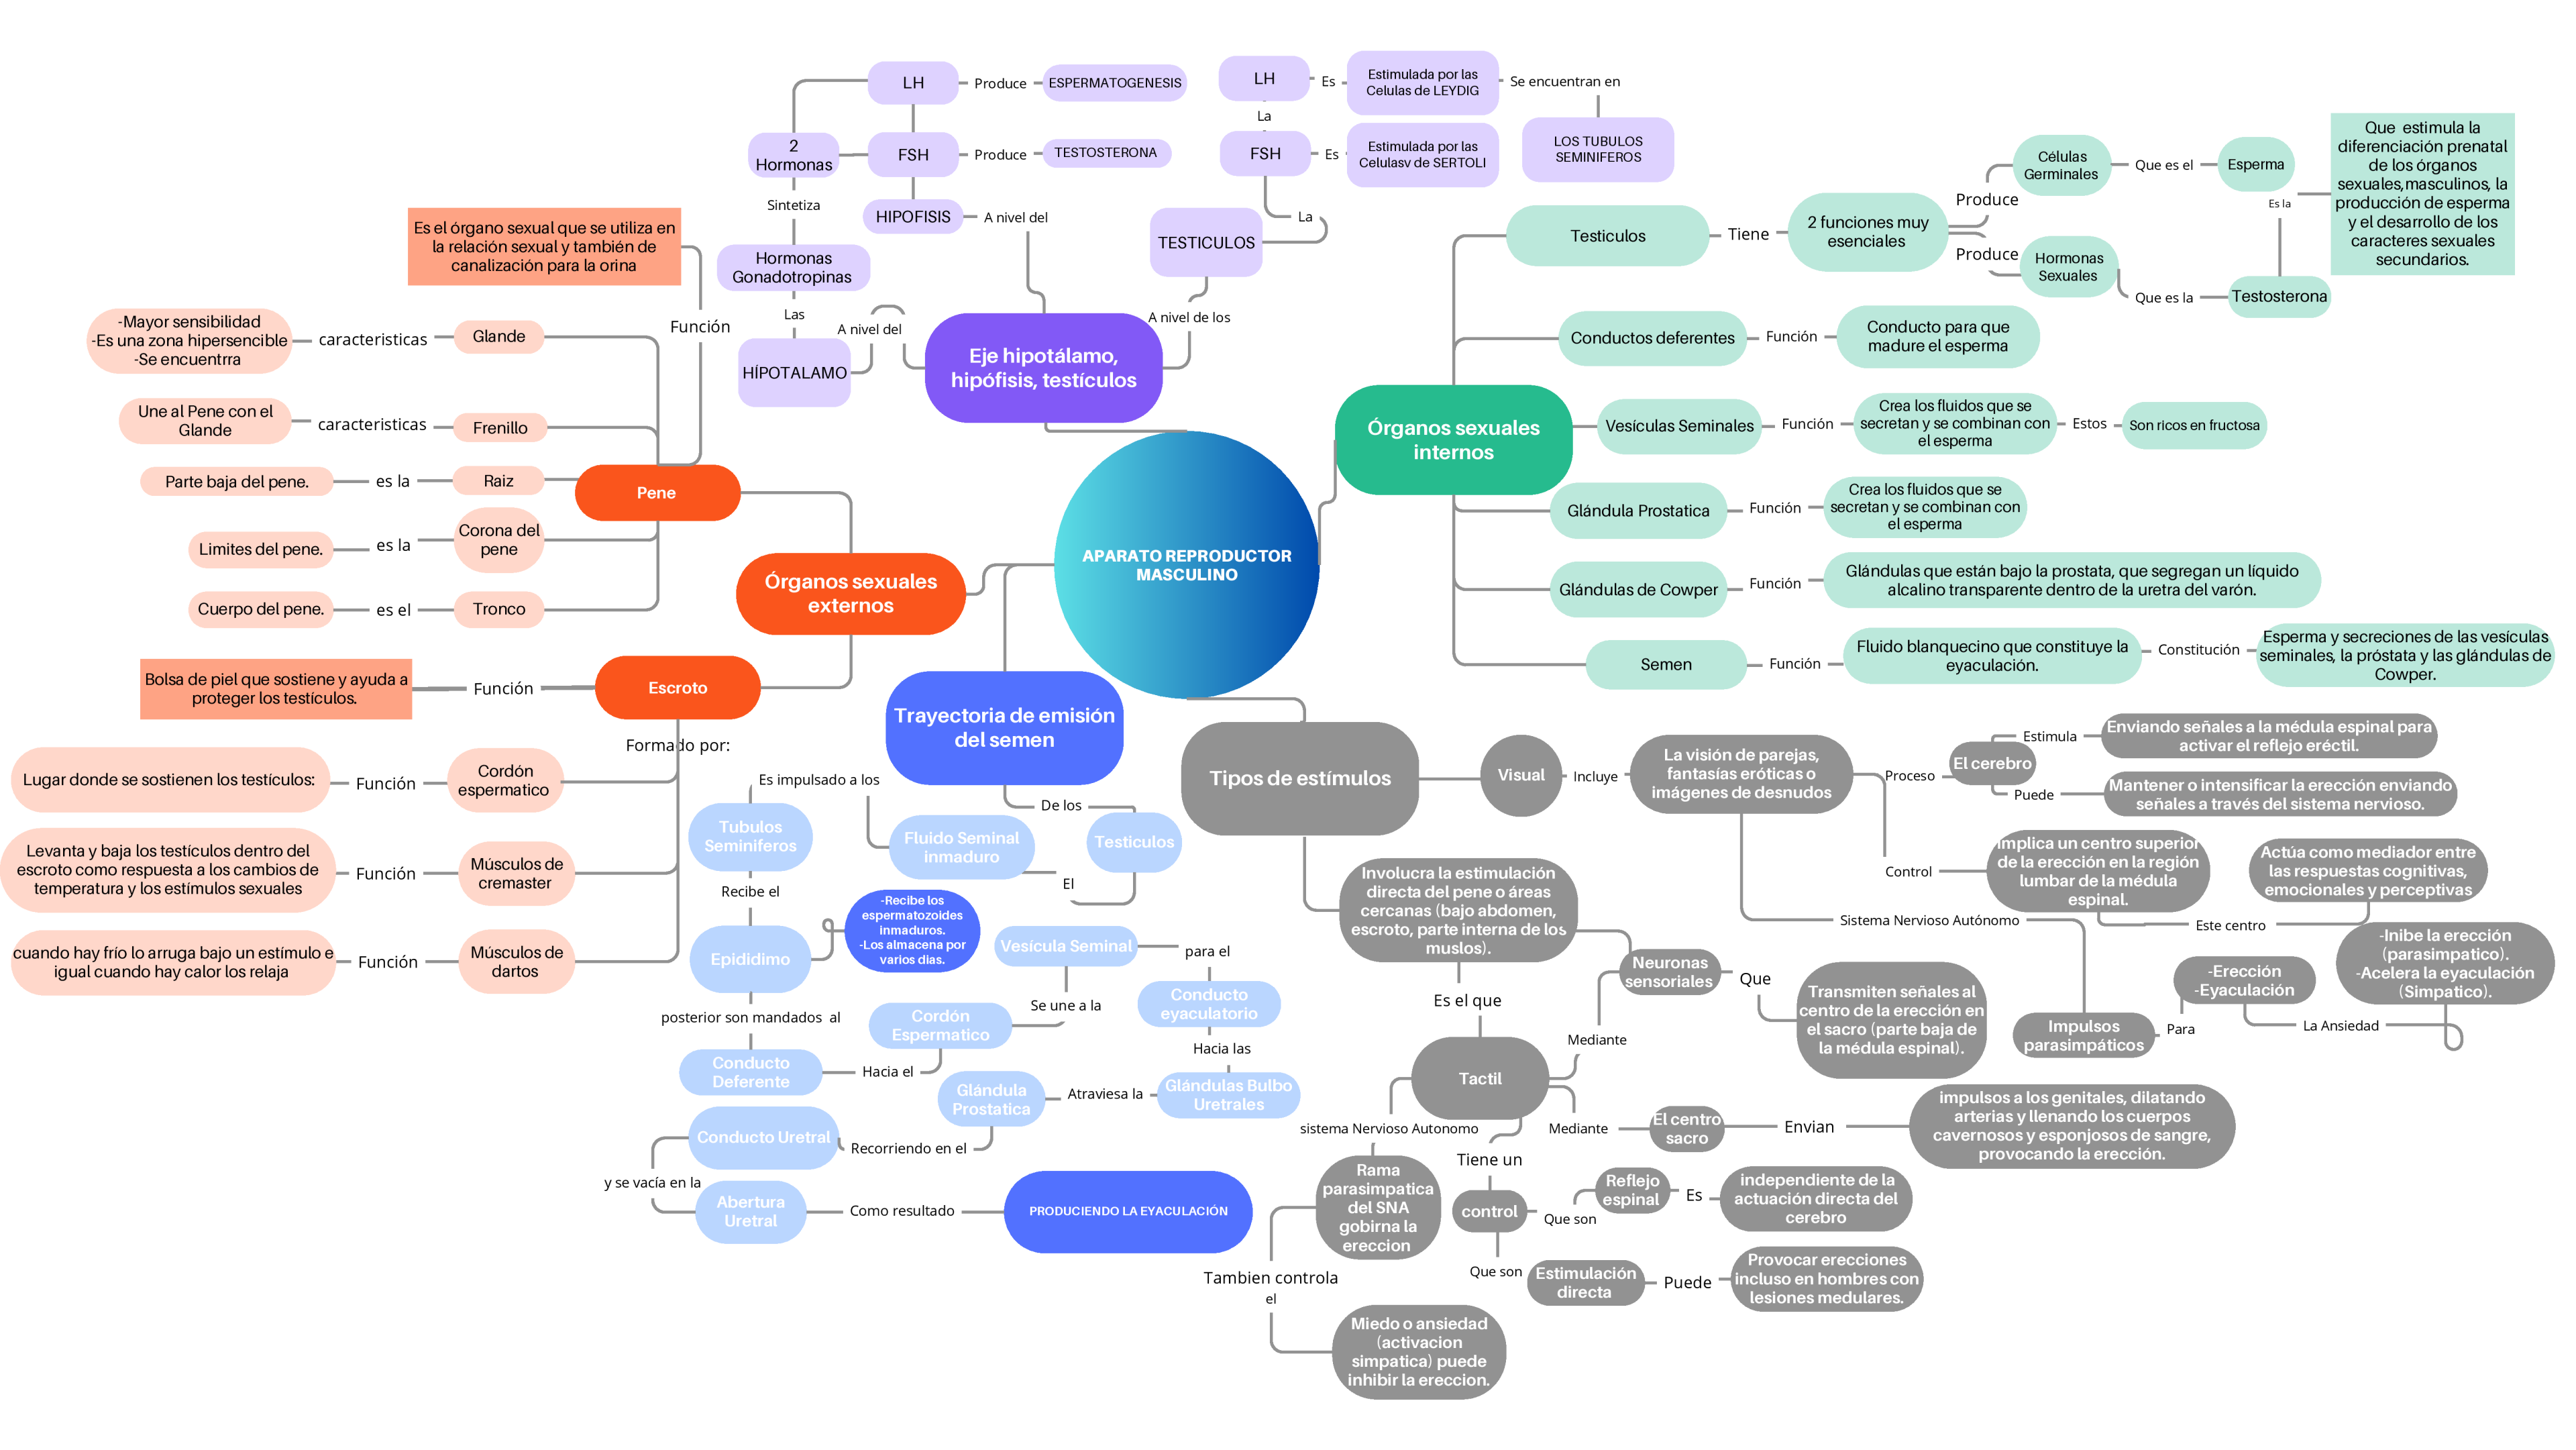 APARATO REPRODUCTOR
MASCULINO
Eje hipotálamo,
hipófisis, testículos
A nivel del
HÍPOTALAMO
Las
Hormonas
Gonadotropinas
Sintetiza
2
Hormonas
LH
Produce
ESPERMATOGENESIS
FSH
Produce
TESTOSTERONA
HIPOFISIS
A nivel del
A nivel de los
TESTICULOS
La
FSH
Es
Estimulada por las
Celulasv de SERTOLI
La
LH
Es
Estimulada por las
Celulas de LEYDIG
Se encuentran en
LOS TUBULOS
SEMINIFEROS
Órganos sexuales
internos
Testiculos
Tiene
2 funciones muy
esenciales
Produce
Células
Germinales
Que es el
Esperma
Produce
Hormonas
Sexuales
Que es la
Testosterona
Es la
Que  estimula la
diferenciación prenatal
de los órganos
sexuales,masculinos, la
producción de esperma
y el desarrollo de los
caracteres sexuales
secundarios.
Conductos deferentes
Función
Conducto para que
madure el esperma
Vesículas Seminales
Función
Crea los fluidos que se
secretan y se combinan con
el esperma
Estos
Son ricos en fructosa
Glándula Prostatica
Función
Crea los fluidos que se
secretan y se combinan con
el esperma
Glándulas de Cowper
Función
Glándulas que están bajo la prostata, que segregan un líquido
alcalino transparente dentro de la uretra del varón.
Semen
Función
Fluido blanquecino que constituye la
eyaculación.
Constitución
Esperma y secreciones de las vesículas
seminales, la próstata y las glándulas de
Cowper.
Órganos sexuales
externos
Pene
Función
Es el órgano sexual que se utiliza en
la relación sexual y también de
canalización para la orina
Glande
caracteristicas
-Mayor sensibilidad
-Es una zona hipersencible
-Se encuentrra
Frenillo
caracteristicas
Une al Pene con el
Glande
Raiz
es la
Parte baja del pene.
Corona del
pene
es la
Limites del pene.
Tronco
es el
Cuerpo del pene.
Escroto
Función
Bolsa de piel que sostiene y ayuda a
proteger los testículos.
Formado por:
Cordón
espermatico
Función
Lugar donde se sostienen los testículos:
Músculos de
cremaster
Función
Levanta y baja los testículos dentro del
escroto como respuesta a los cambios de
temperatura y los estímulos sexuales
Músculos de
dartos
Función
cuando hay frío lo arruga bajo un estímulo e
igual cuando hay calor los relaja
Trayectoria de emisión
del semen
De los
Testiculos
El
Fluido Seminal
inmaduro
Es impulsado a los
Tubulos
Seminiferos
Recibe el
Epididimo
-Recibe los
espermatozoides
inmaduros.
-Los almacena por
varios dias.
posterior son mandados  al
Conducto
Deferente
Hacia el
Cordón
Espermatico
Se une a la
Vesícula Seminal
para el
Conducto
eyaculatorio
Hacia las
Glándulas Bulbo
Uretrales
Atraviesa la
Glándula
Prostatica
Recorriendo en el
Conducto Uretral
y se vacía en la
Abertura
Uretral
Como resultado
PRODUCIENDO LA EYACULACIÓN
Tipos de estímulos
Visual
Incluye
La visión de parejas,
fantasías eróticas o
imágenes de desnudos
Proceso
El cerebro
Estimula
Enviando señales a la médula espinal para
activar el reflejo eréctil.
Puede
Mantener o intensificar la erección enviando
señales a través del sistema nervioso.
Control
Implica un centro superior
de la erección en la región
lumbar de la médula
espinal.
Este centro
Actúa como mediador entre
las respuestas cognitivas,
emocionales y perceptivas
Sistema Nervioso Autónomo
Impulsos
parasimpáticos
Para
-Erección
-Eyaculación
La Ansiedad
-Inibe la erección
(parasimpatico).
-Acelera la eyaculación
(Simpatico).
Involucra la estimulación
directa del pene o áreas
cercanas (bajo abdomen,
escroto, parte interna de los
muslos).
Es el que
Tactil
Mediante
Neuronas
sensoriales
Que
Transmiten señales al
centro de la erección en
el sacro (parte baja de
la médula espinal).
Mediante
El centro
sacro
Envian
impulsos a los genitales, dilatando
arterias y llenando los cuerpos
cavernosos y esponjosos de sangre,
provocando la erección.
Tiene un
control
Que son
Reflejo
espinal
Es
independiente de la
actuación directa del
cerebro
Que son
Estimulación
directa
Puede
Provocar erecciones
incluso en hombres con
lesiones medulares.
sistema Nervioso Autonomo
Rama
parasimpatica
del SNA
gobirna la
ereccion
Tambien controla
el
Miedo o ansiedad
(activacion
simpatica) puede
inhibir la ereccion.